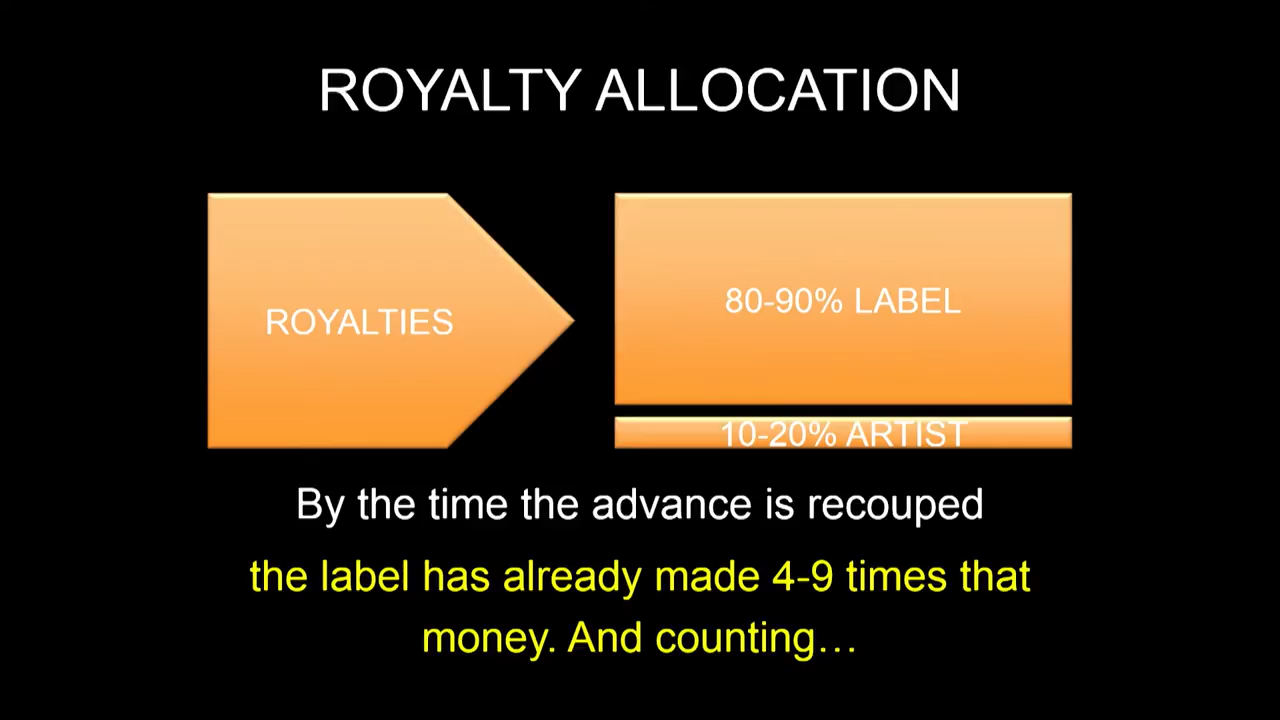 ROYALTY ALLOCATION
ROYALTIES
80-90% LABEL
10-20% ARTIST
By the time the advance is recouped
the label has already made 4-9 times that
money. And counting…